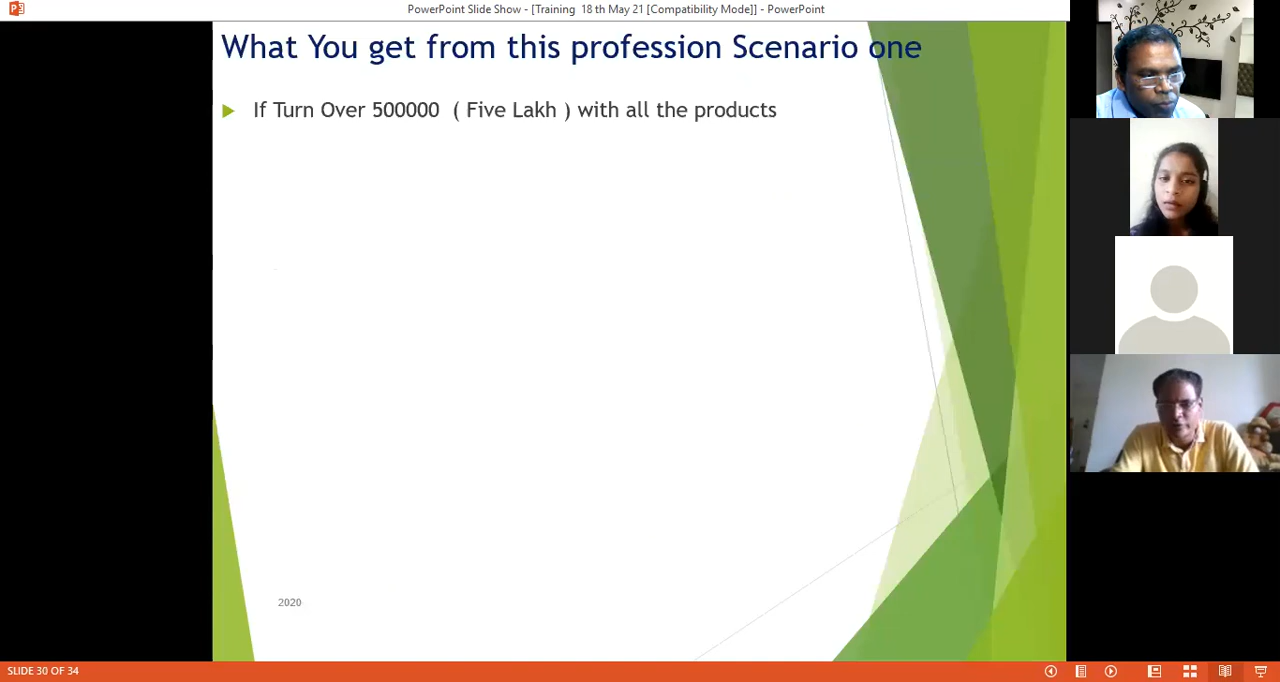 PowerPoint Slide Show - [Training 18 th May 21 [Compatibility Mode]] - PowerPoint
What You get from this profession Scenario one
If Turn Over 500000 ( Five Lakh ) with all the products
2020
SLIDE 30 OF 34